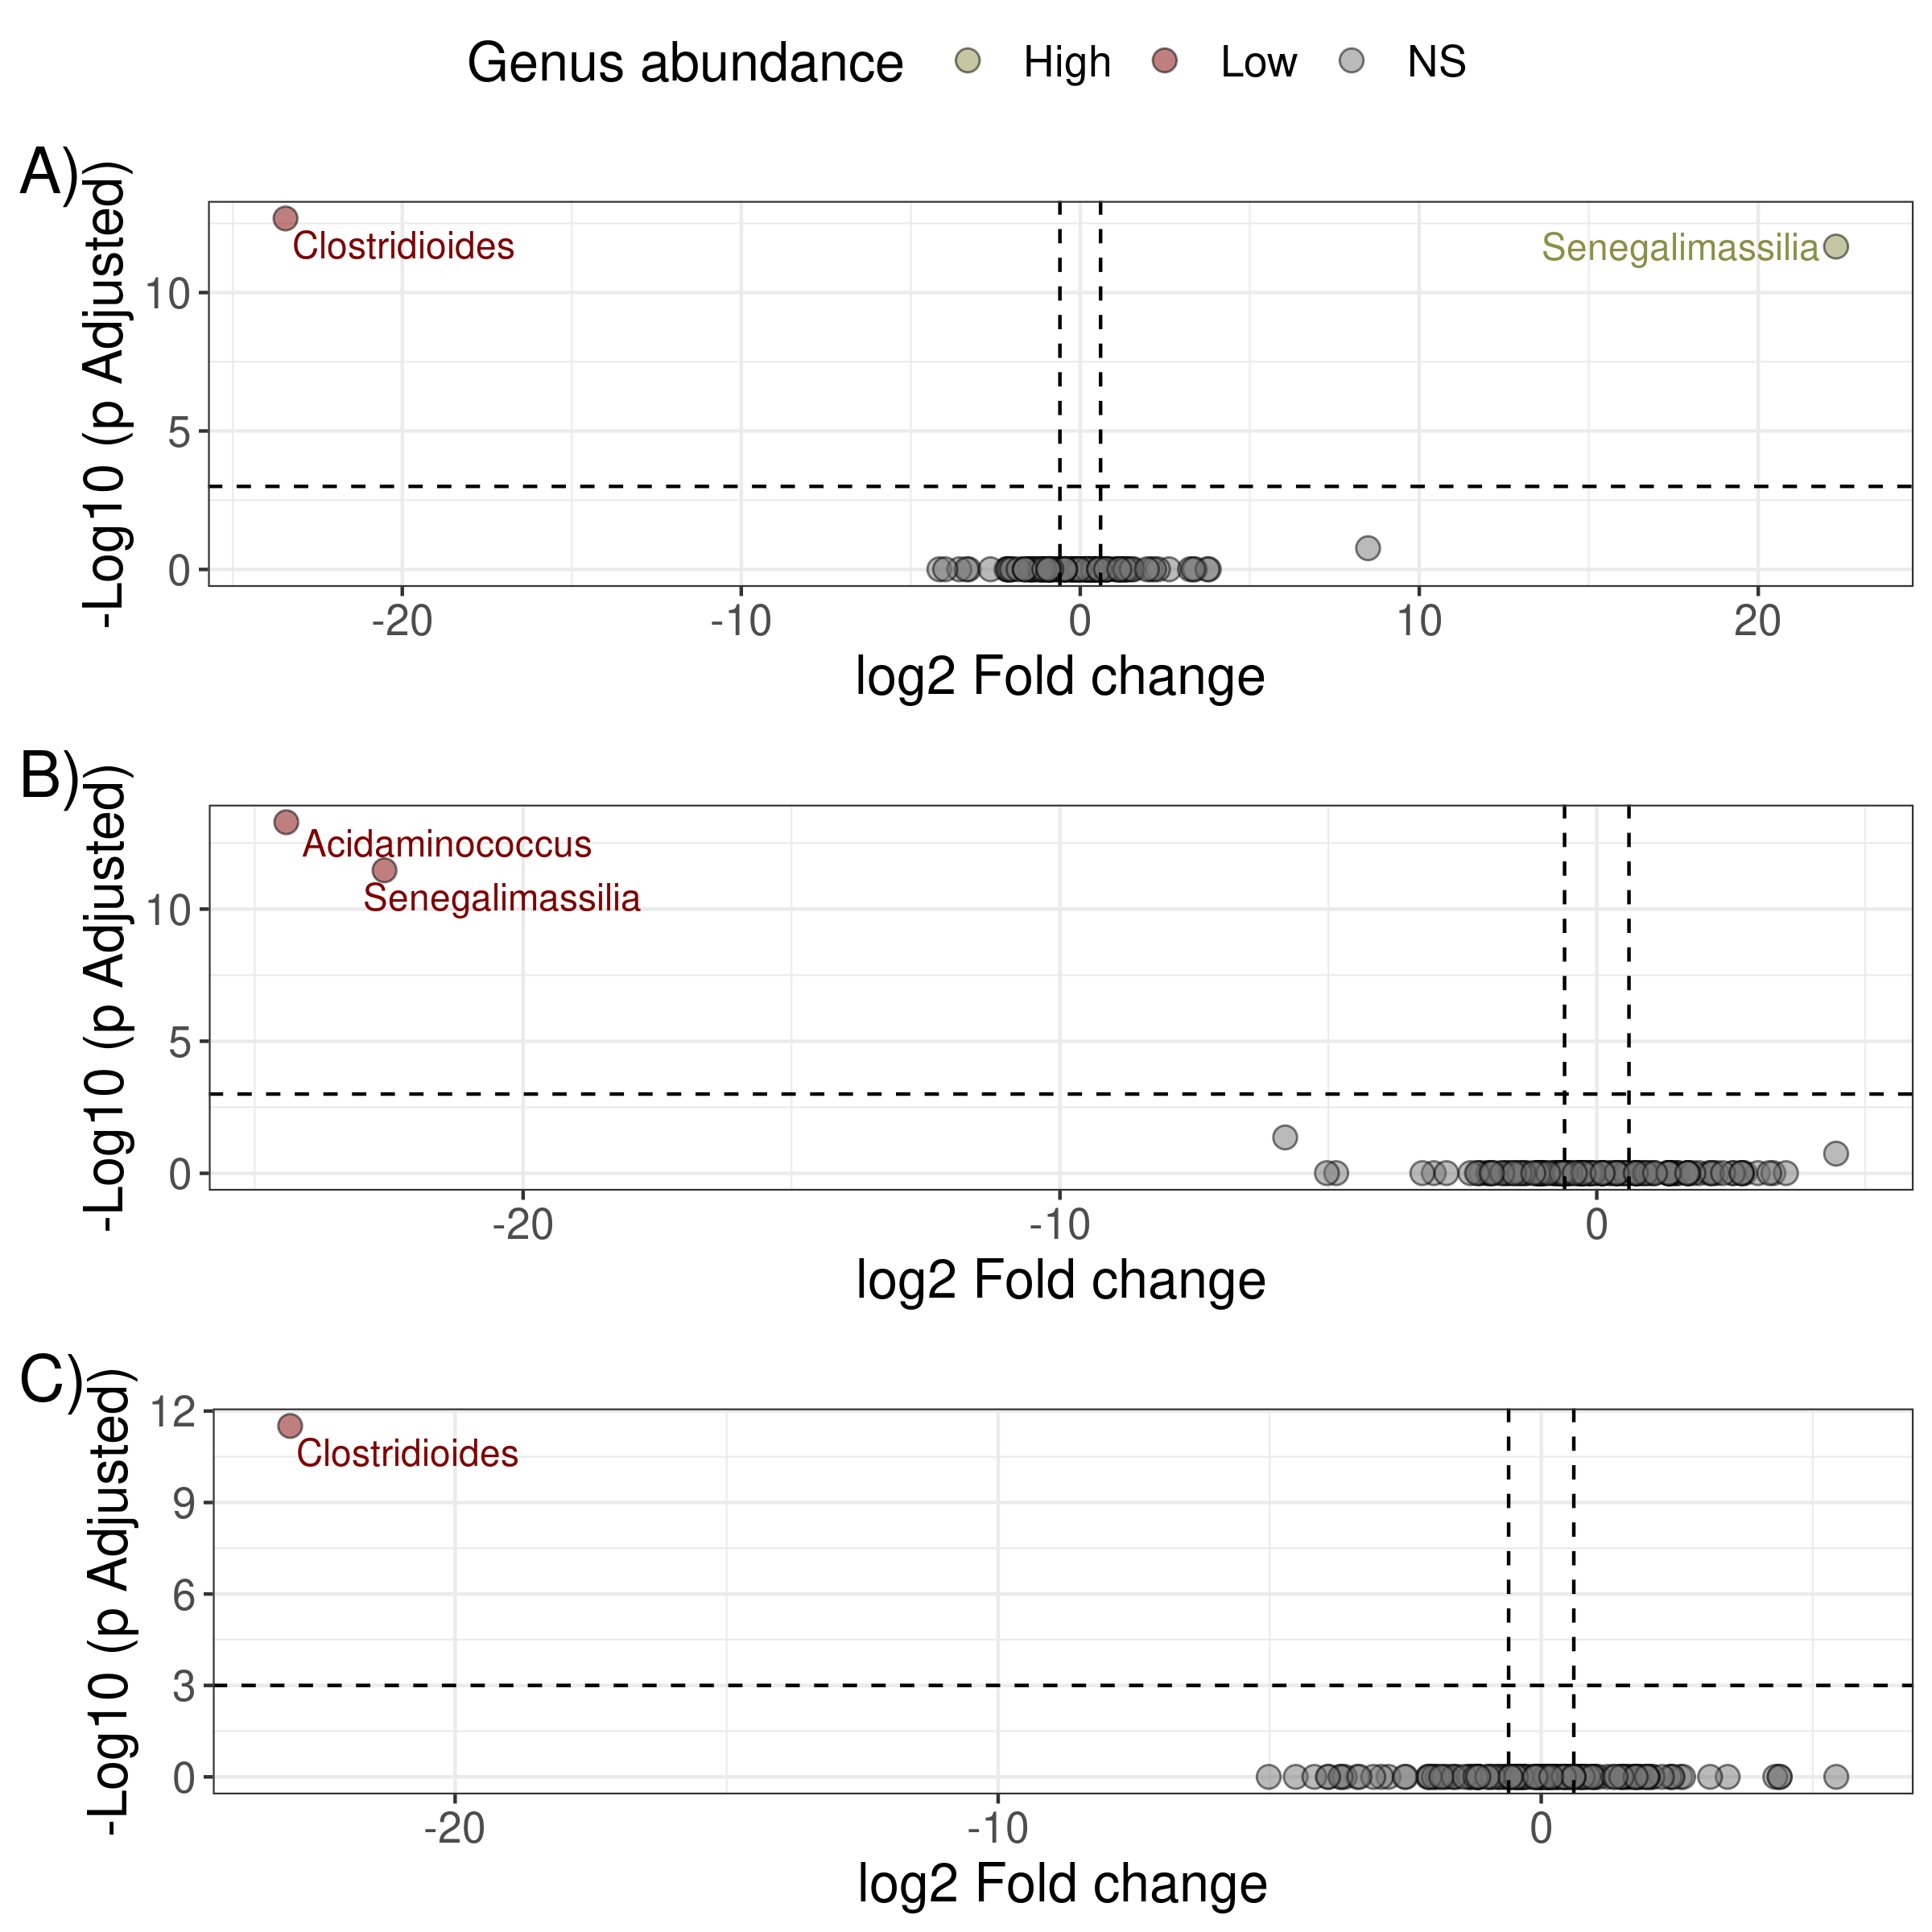 Genus abundance High Low NS
A)
-Log10 (p Adjusted)
Clostridioides
Senegalimassilia
10
5
0
-20 -10 0 10 20
log2 Fold change
B)
-Log10 (p Adjusted)
Acidaminococcus
Senegalimassilia
10
5
0
-20 -10 0
log2 Fold change
C)
-Log10 (p Adjusted)
12
Clostridioides
9
6
3
0
-20 -10 0
log2 Fold change